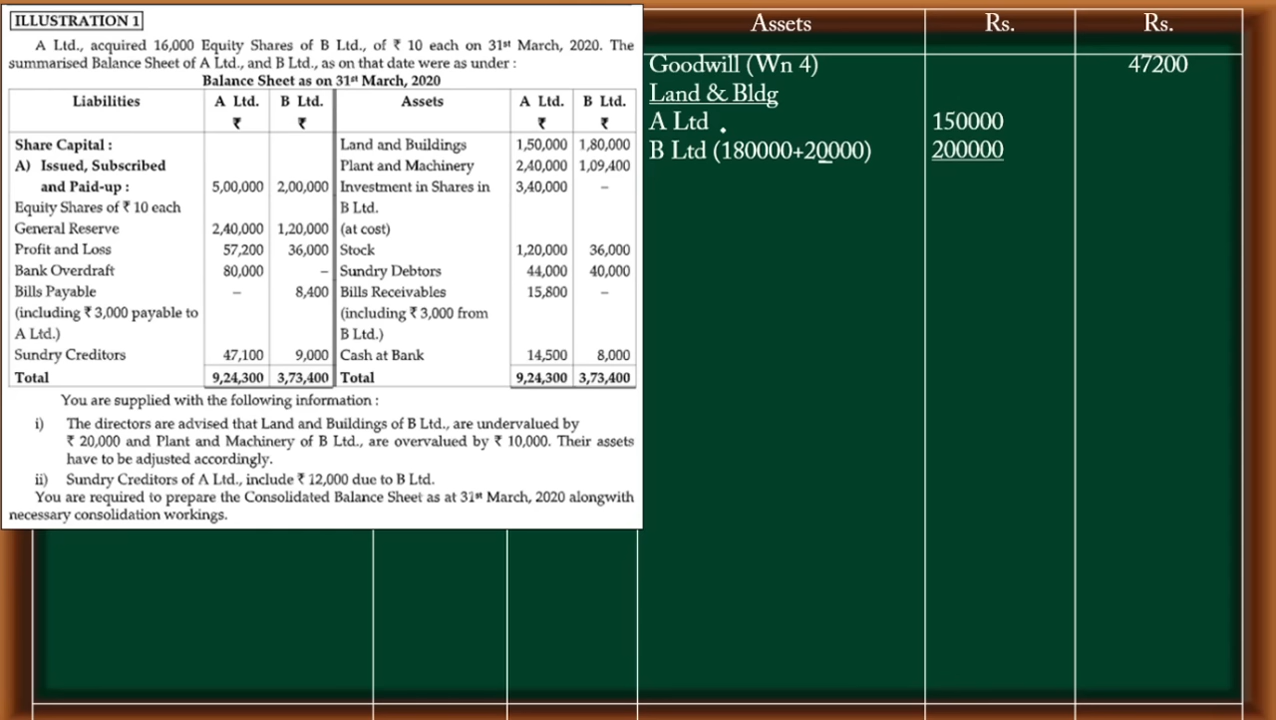 ILLUSTRATION 1
A Ltd., acquired 16,000 Equity Shares of B Ltd., of ₹ 10 each on 31st March, 2020. The
summarised Balance Sheet of A Ltd., and B Ltd., as on that date were as under :
Balance Sheet as on 31st March, 2020
Liabilities A Ltd. B Ltd. Assets A Ltd. B Ltd.
₹ ₹ ₹ ₹
Share Capital : Land and Buildings 1,50,000 1,80,000
A) Issued, Subscribed Plant and Machinery 2,40,000 1,09,400
and Paid-up : 5,00,000 2,00,000 Investment in Shares in 3,40,000 –
Equity Shares of ₹ 10 each B Ltd.
General Reserve 2,40,000 1,20,000 (at cost)
Profit and Loss 57,200 36,000 Stock 1,20,000 36,000
Bank Overdraft 80,000 – Sundry Debtors 44,000 40,000
Bills Payable – 8,400 Bills Receivables 15,800 –
(including ₹ 3,000 payable to (including ₹ 3,000 from
A Ltd.) B Ltd.)
Sundry Creditors 47,100 9,000 Cash at Bank 14,500 8,000
Total 9,24,300 3,73,400 Total 9,24,300 3,73,400
You are supplied with the following information :
i) The directors are advised that Land and Buildings of B Ltd., are undervalued by
₹ 20,000 and Plant and Machinery of B Ltd., are overvalued by ₹ 10,000. Their assets
have to be adjusted accordingly.
ii) Sundry Creditors of A Ltd., include ₹ 12,000 due to B Ltd.
You are required to prepare the Consolidated Balance Sheet as at 31st March, 2020 alongwith
necessary consolidation workings.
Assets Rs. Rs.
Goodwill (Wn 4) 47200
Land & Bldg
A Ltd 150000
B Ltd (180000+20000) 200000